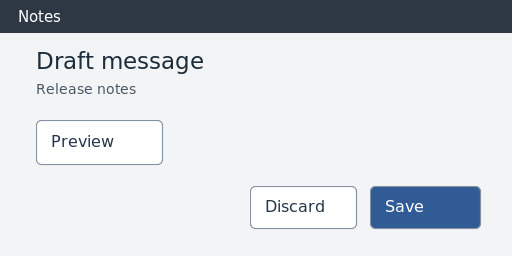 Notes
Draft message
Release notes
Preview
Discard
Save